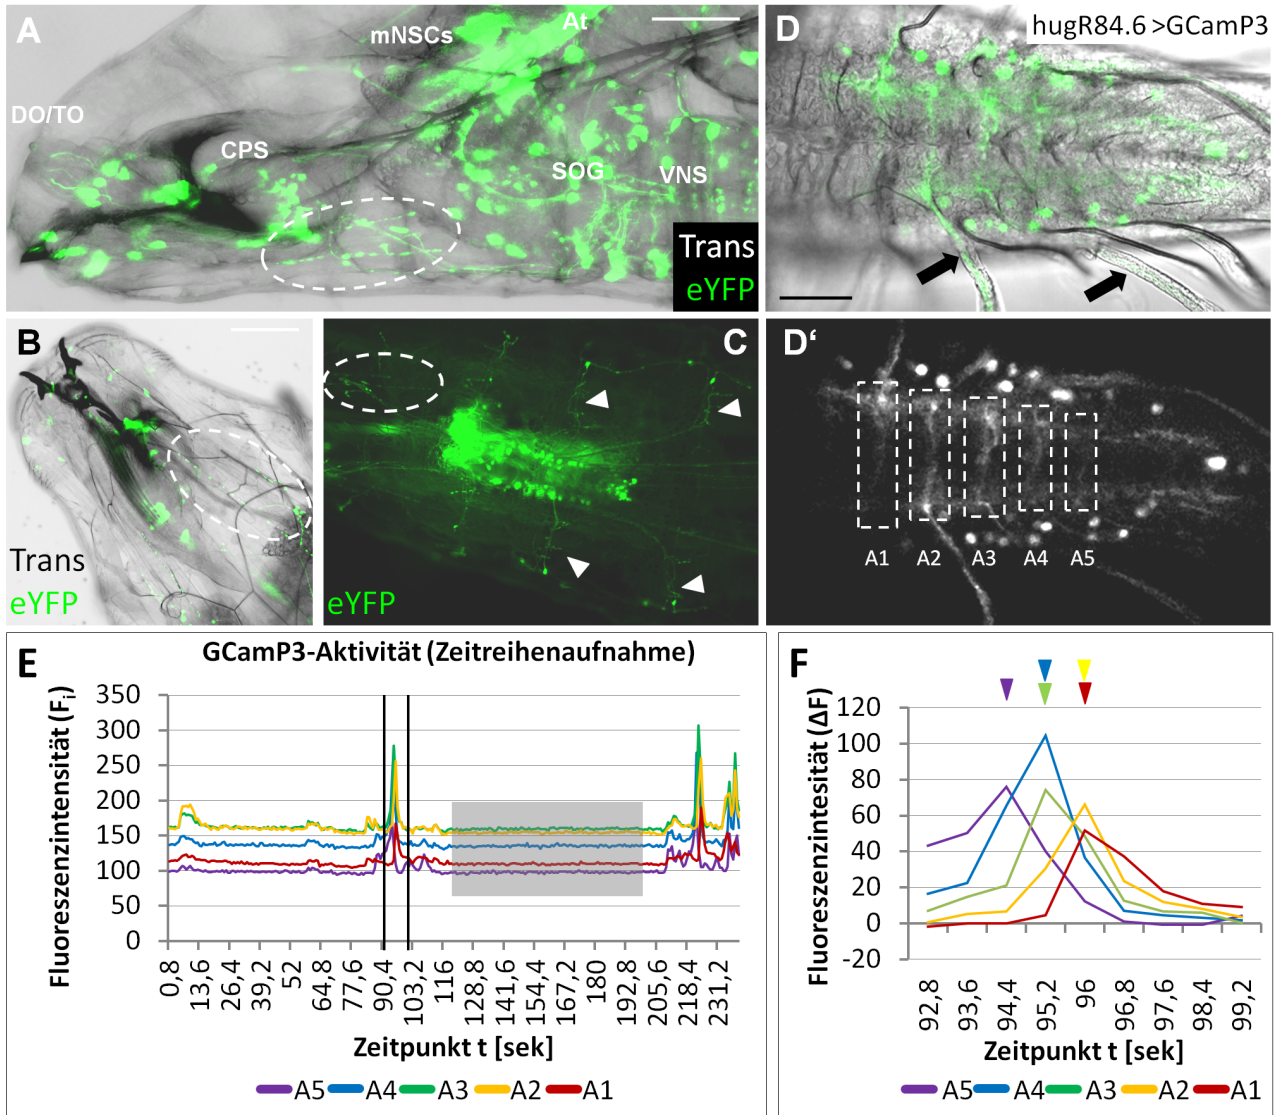 A
mNSCs
At
DO/TO
CPS
SOG
VNS
Trans
eYFP
D
hugR84.6 >GCamP3
B
Trans
eYFP
C
eYFP
D‘
A1
A2
A3
A4
A5
E
GCamP3-Aktivität (Zeitreihenaufnahme)
Fluoreszenzintensität (Fi)
350
300
250
200
150
100
50
0
0,8
13,6
26,4
39,2
52
64,8
77,6
90,4
103,2
116
128,8
141,6
154,4
167,2
180
192,8
205,6
218,4
231,2
Zeitpunkt t [sek]
A5 A4 A3 A2 A1
F
Fluoreszenzintesität (ΔF)
120
100
80
60
40
20
0
-20
92,8
93,6
94,4
95,2
96
96,8
97,6
98,4
99,2
Zeitpunkt t [sek]
A5 A4 A3 A2 A1